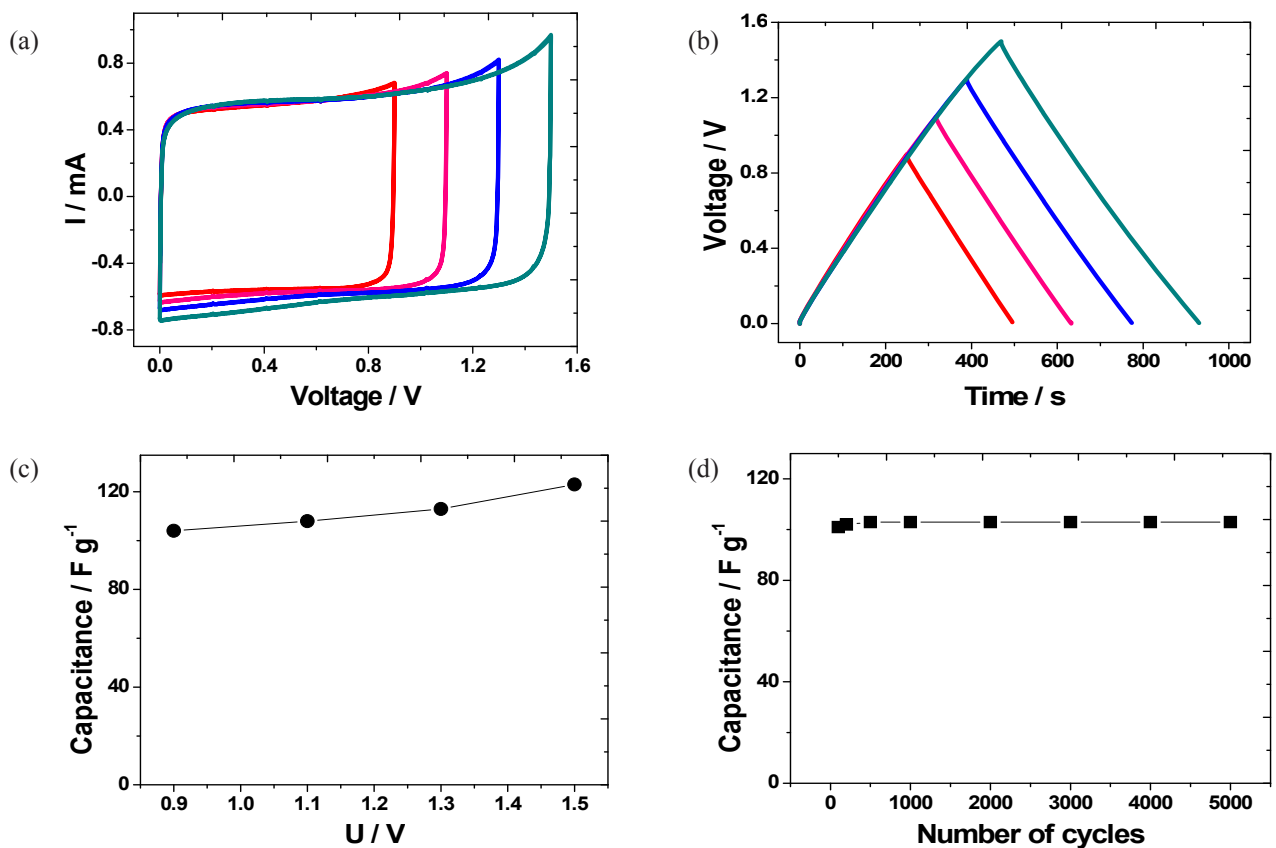 (a)
I / mA
0.8
0.4
0.0
-0.4
-0.8
0.0 0.4 0.8 1.2 1.6
Voltage / V
(b)
Voltage / V
1.6
1.2
0.8
0.4
0.0
0 200 400 600 800 1000
Time / s
(c)
Capacitance / F g⁻¹
120
80
40
0
0.9 1.0 1.1 1.2 1.3 1.4 1.5
U / V
(d)
Capacitance / F g⁻¹
120
80
40
0
0 1000 2000 3000 4000 5000
Number of cycles